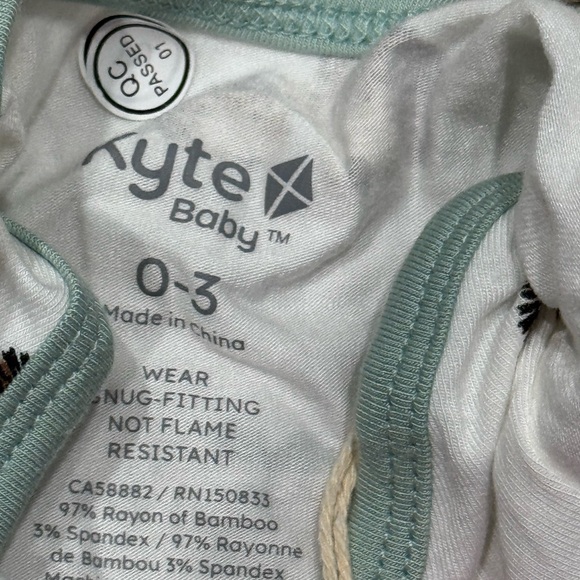 QC
PASSED
01
Kyte
Baby™
0-3
Made in China
WEAR
SNUG-FITTING
NOT FLAME
RESISTANT
CA58882 / RN150833
97% Rayon of Bamboo
3% Spandex / 97% Rayonne
de Bambou 3% Spandex